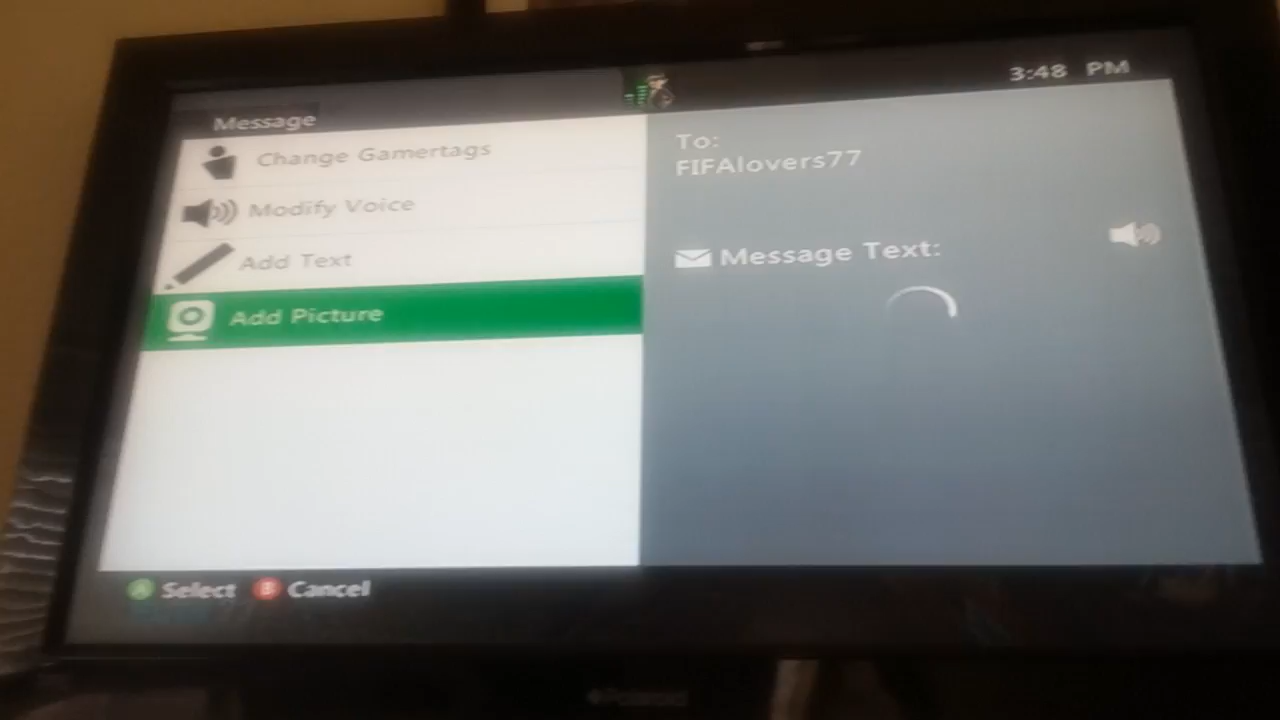 3:48 PM
Message
Change Gamertags
Modify Voice
Add Text
Add Picture
To:
FIFAlovers77
Message Text:
A Select B Cancel